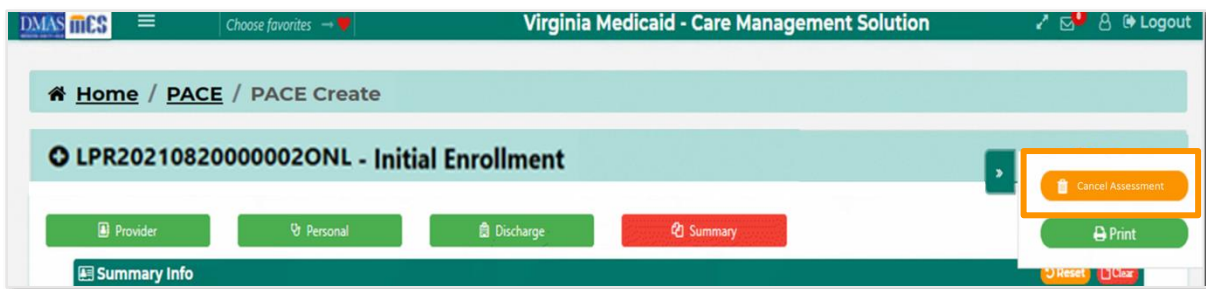 DMAS mes Choose favorites → Virginia Medicaid - Care Management Solution Logout
Home / PACE / PACE Create
LPR20210820000002ONL - Initial Enrollment
Cancel Assessment
Provider Personal Discharge Summary Print
Summary Info Reset Clear